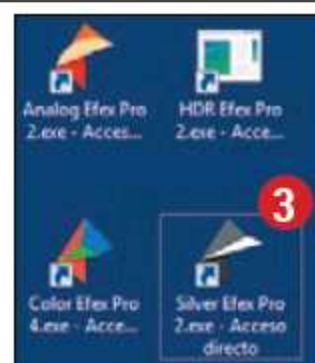 Analog Efex Pro
2.exe - Acces...
HDR Efex Pro
2.exe - Acce...
3
Color Efex Pro
4.exe - Acce...
Silver Efex Pro
2.exe - Acceso
directo